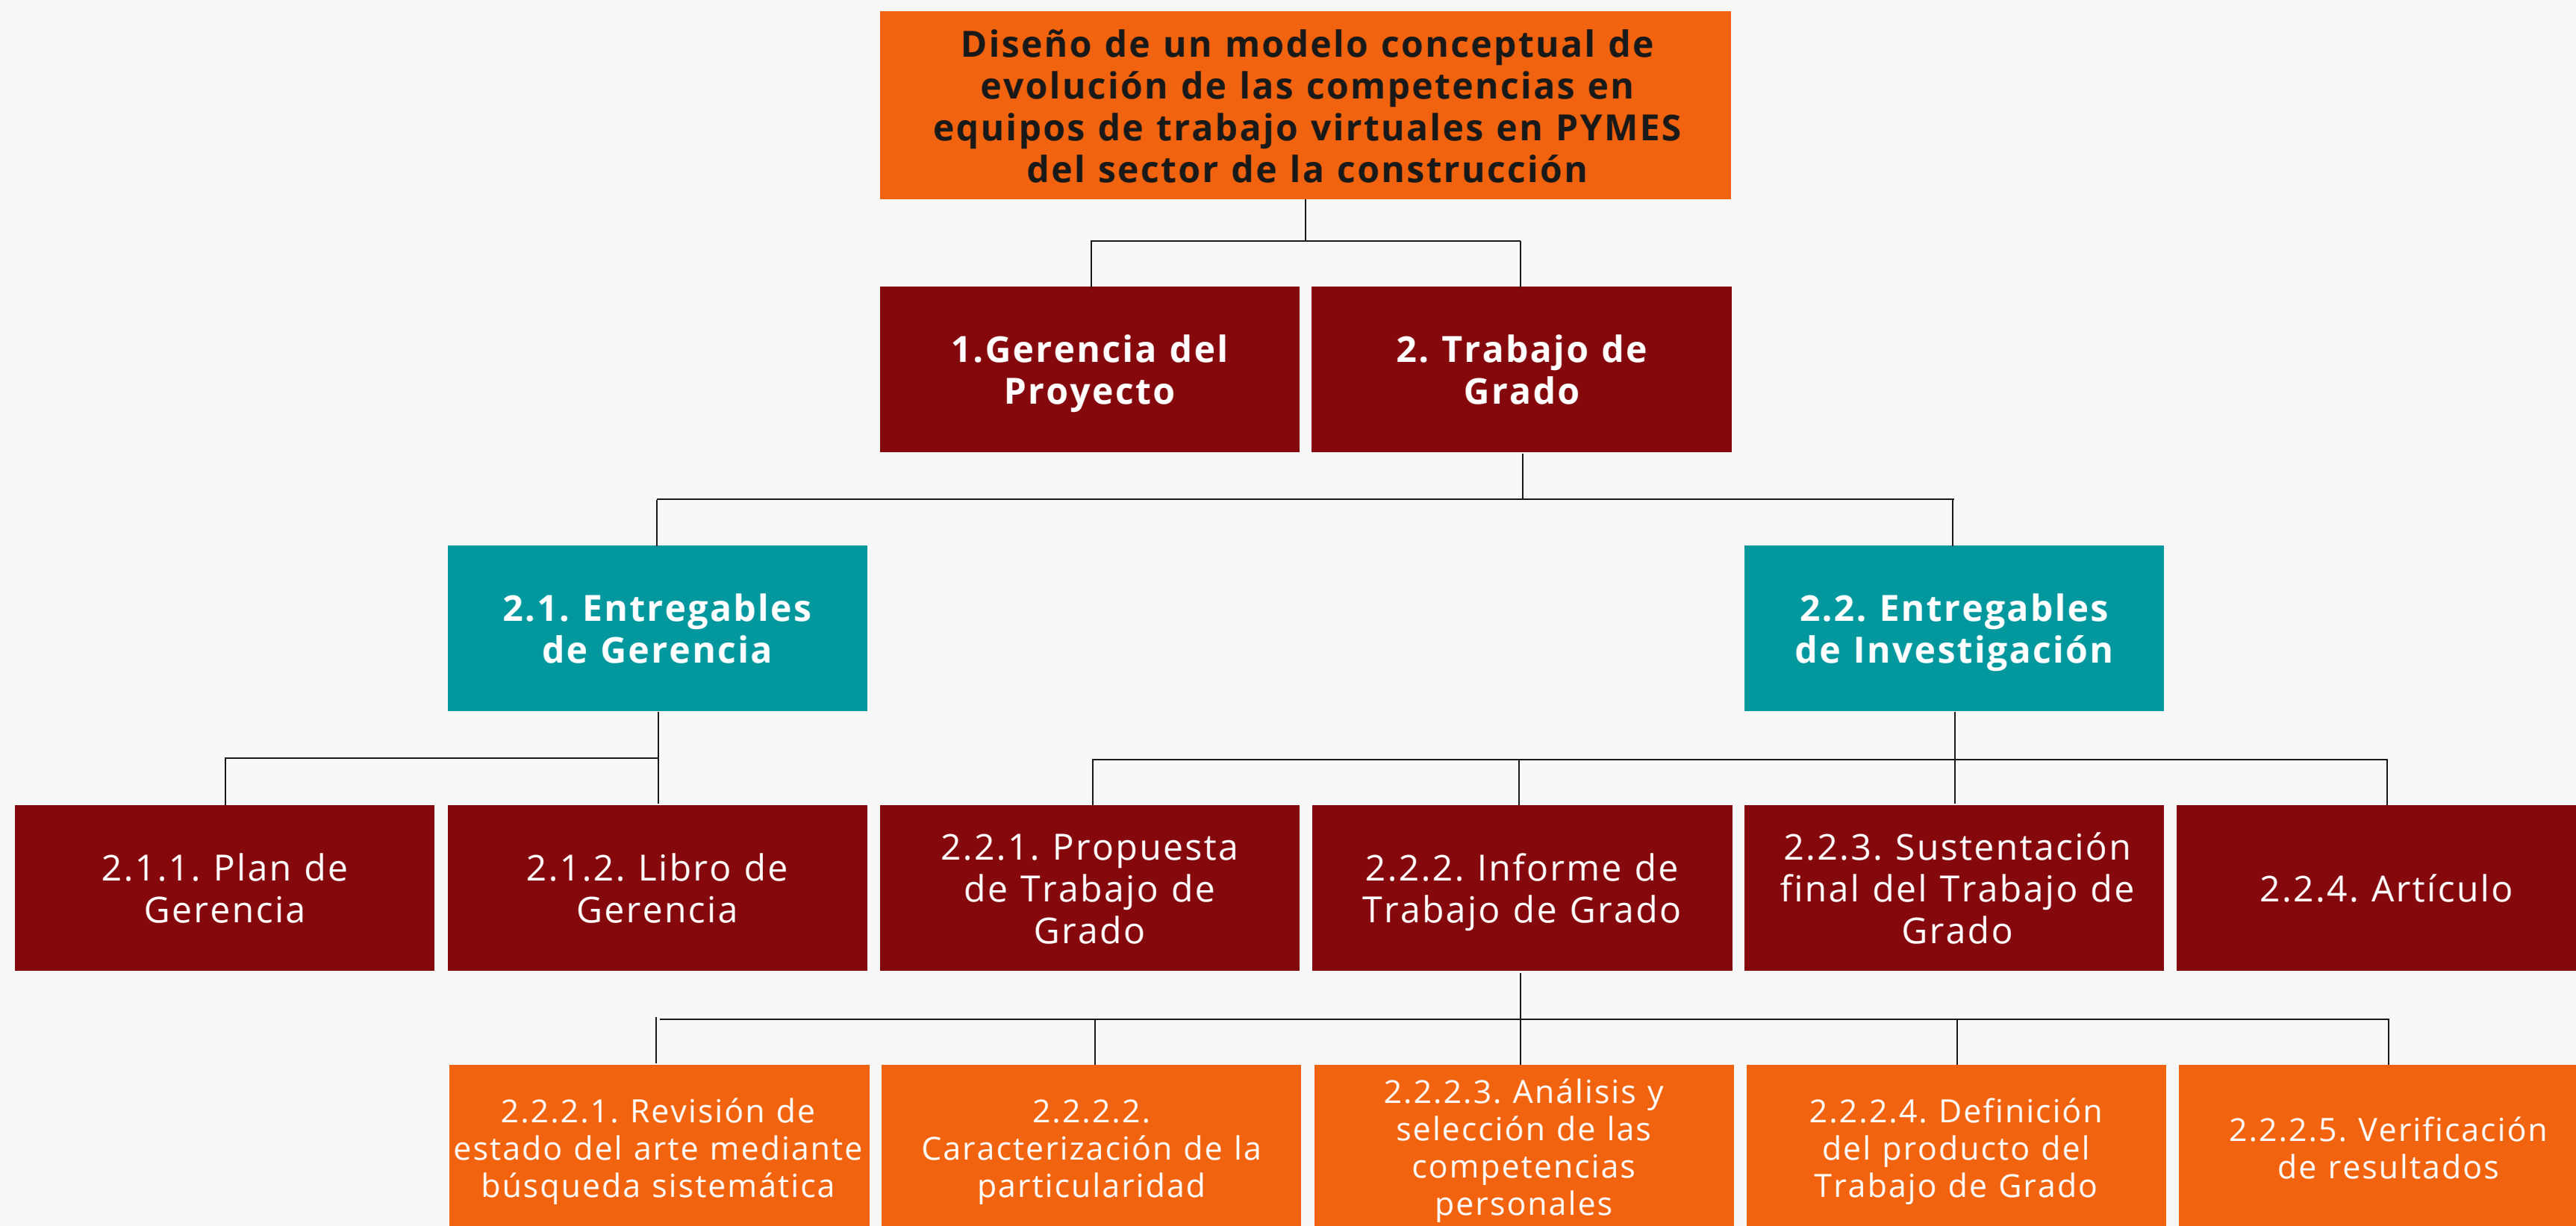 Diseño de un modelo conceptual de
evolución de las competencias en
equipos de trabajo virtuales en PYMES
del sector de la construcción
1.Gerencia del
Proyecto
2. Trabajo de
Grado
2.1. Entregables
de Gerencia
2.2. Entregables
de Investigación
2.1.1. Plan de
Gerencia
2.1.2. Libro de
Gerencia
2.2.1. Propuesta
de Trabajo de
Grado
2.2.2. Informe de
Trabajo de Grado
2.2.3. Sustentación
final del Trabajo de
Grado
2.2.4. Artículo
2.2.2.1. Revisión de
estado del arte mediante
búsqueda sistemática
2.2.2.2.
Caracterización de la
particularidad
2.2.2.3. Análisis y
selección de las
competencias
personales
2.2.2.4. Definición
del producto del
Trabajo de Grado
2.2.2.5. Verificación
de resultados